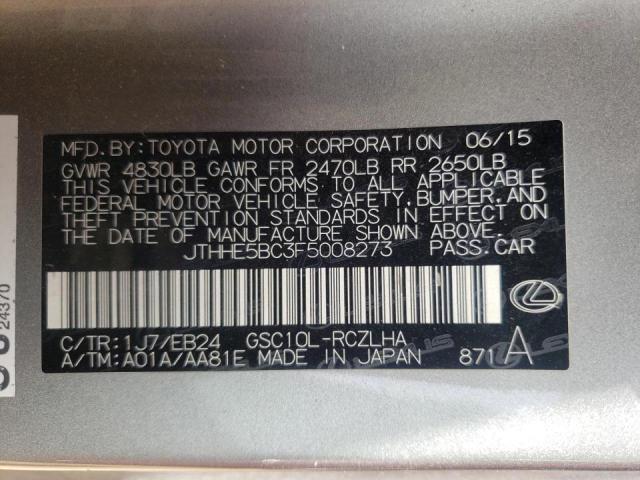 MFD. BY: TOYOTA MOTOR CORPORATION 06/15
GVWR 4830LB GAWR FR 2470LB RR 2650LB
THIS VEHICLE CONFORMS TO ALL APPLICABLE
FEDERAL MOTOR VEHICLE SAFETY, BUMPER, AND
THEFT PREVENTION STANDARDS IN EFFECT ON
THE DATE OF MANUFACTURE SHOWN ABOVE.
JTHHE5BC3F5008273 PASS.CAR
C/TR: 1J7/EB24 GSC10L-RCZLHA
A/TM: A01A/AA81E MADE IN JAPAN 871 A
24370